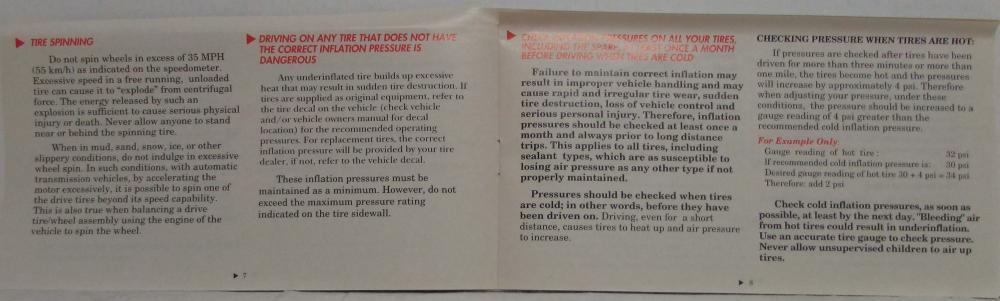 TIRE SPINNING
Do not spin wheels in excess of 35 MPH
(55 km/h) as indicated on the speedometer.
Excessive speed in a free running, unloaded
tire can cause it to "explode" from centrifugal
force. The energy released by such an
explosion is sufficient to cause serious physical
injury or death. Never allow anyone to stand
near or behind the spinning tire.
When in mud, sand, snow, ice, or other
slippery conditions, do not indulge in excessive
wheel spin. In such conditions, with automatic
transmission vehicles, by accelerating the
motor excessively, it is possible to spin one of
the drive tires beyond its speed capability.
This is also true when balancing a drive
tire/wheel assembly using the engine of the
vehicle to spin the wheel.
DRIVING ON ANY TIRE THAT DOES NOT HAVE
THE CORRECT INFLATION PRESSURE IS
DANGEROUS
Any underinflated tire builds up excessive
heat that may result in sudden tire destruction. If
tires are supplied as original equipment, refer to
the tire decal on the vehicle (check vehicle
and/or vehicle owners manual for decal
location) for the recommended operating
pressures. For replacement tires, the correct
inflation pressure will be provided by your tire
dealer, if not, refer to the vehicle decal.
These inflation pressures must be
maintained as a minimum. However, do not
exceed the maximum pressure rating
indicated on the tire sidewall.
▶ 7
CHECK INFLATION PRESSURES ON ALL YOUR TIRES,
INCLUDING THE SPARE, AT LEAST ONCE A MONTH
BEFORE DRIVING WHEN TIRES ARE COLD
Failure to maintain correct inflation may
result in improper vehicle handling and may
cause rapid and irregular tire wear, sudden
tire destruction, loss of vehicle control and
serious personal injury. Therefore, inflation
pressures should be checked at least once a
month and always prior to long distance
trips. This applies to all tires, including
sealant types, which are as susceptible to
losing air pressure as any other type if not
properly maintained.
Pressures should be checked when tires
are cold; in other words, before they have
been driven on. Driving, even for a short
distance, causes tires to heat up and air pressure
to increase.
CHECKING PRESSURE WHEN TIRES ARE HOT:
If pressures are checked after tires have been
driven for more than three minutes or more than
one mile, the tires become hot and the pressures
will increase by approximately 4 psi. Therefore
when adjusting your pressure, under these
conditions, the pressure should be increased to a
gauge reading of 4 psi greater than the
recommended cold inflation pressure.
For Example Only
Gauge reading of hot tire: 32 psi
If recommended cold inflation pressure is: 30 psi
Desired gauge reading of hot tire 30 + 4 psi = 34 psi
Therefore: add 2 psi
Check cold inflation pressures, as soon as
possible, at least by the next day. "Bleeding" air
from hot tires could result in underinflation.
Use an accurate tire gauge to check pressure.
Never allow unsupervised children to air up
tires.
▶ 8